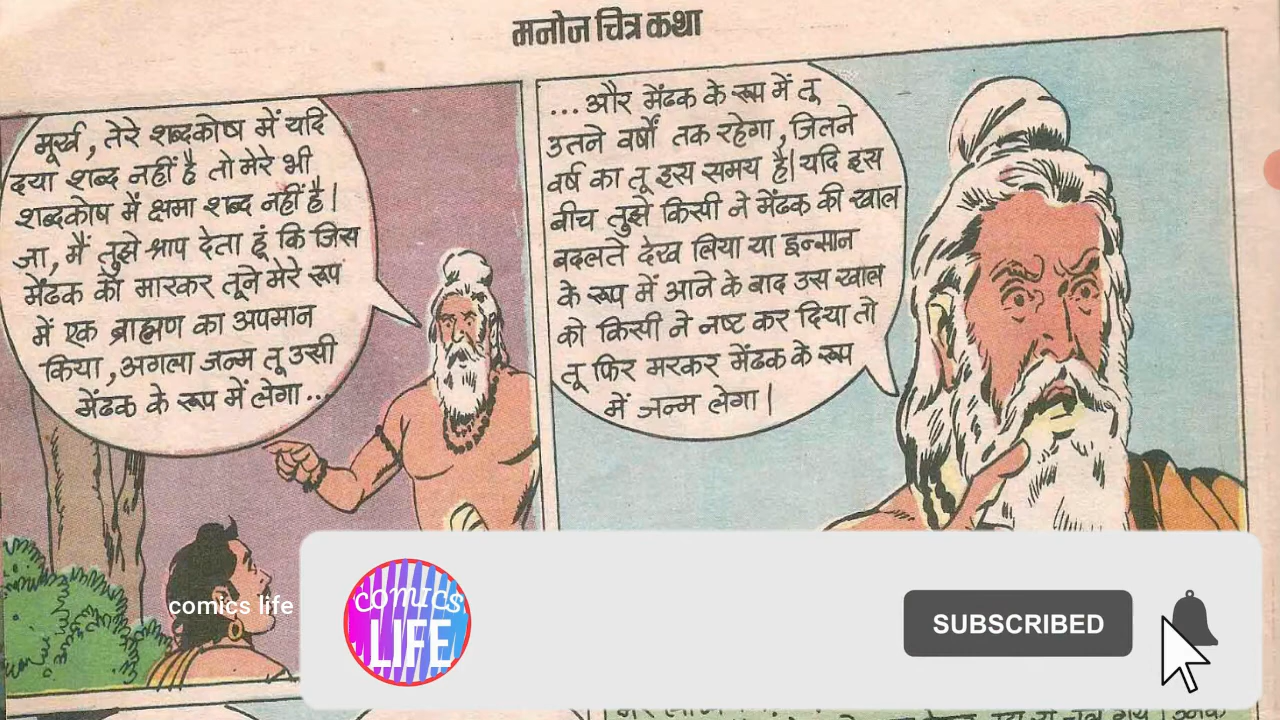 मनोज चित्र कथा
मूर्ख, तेरे शब्दकोष में यदि
दया शब्द नहीं है तो मेरे भी
शब्दकोष में क्षमा शब्द नहीं है।
जा, मैं तुझे श्राप देता हूं कि जिस
मेंढक को मारकर तूने मेरे रूप
में एक ब्राह्मण का अपमान
किया, अगला जन्म तू उसी
मेंढक के रूप में लेगा...
...और मेंढक के रूप में तू
उतने वर्षों तक रहेगा, जितने
वर्ष का तू इस समय है। यदि इस
बीच तुझे किसी ने मेंढक की खाल
बदलते देख लिया या इन्सान
के रूप में आने के बाद उस खाल
को किसी ने नष्ट कर दिया तो
तू फिर मरकर मेंढक के रूप
में जन्म लेगा।
comics life
comics
LIFE
SUBSCRIBED